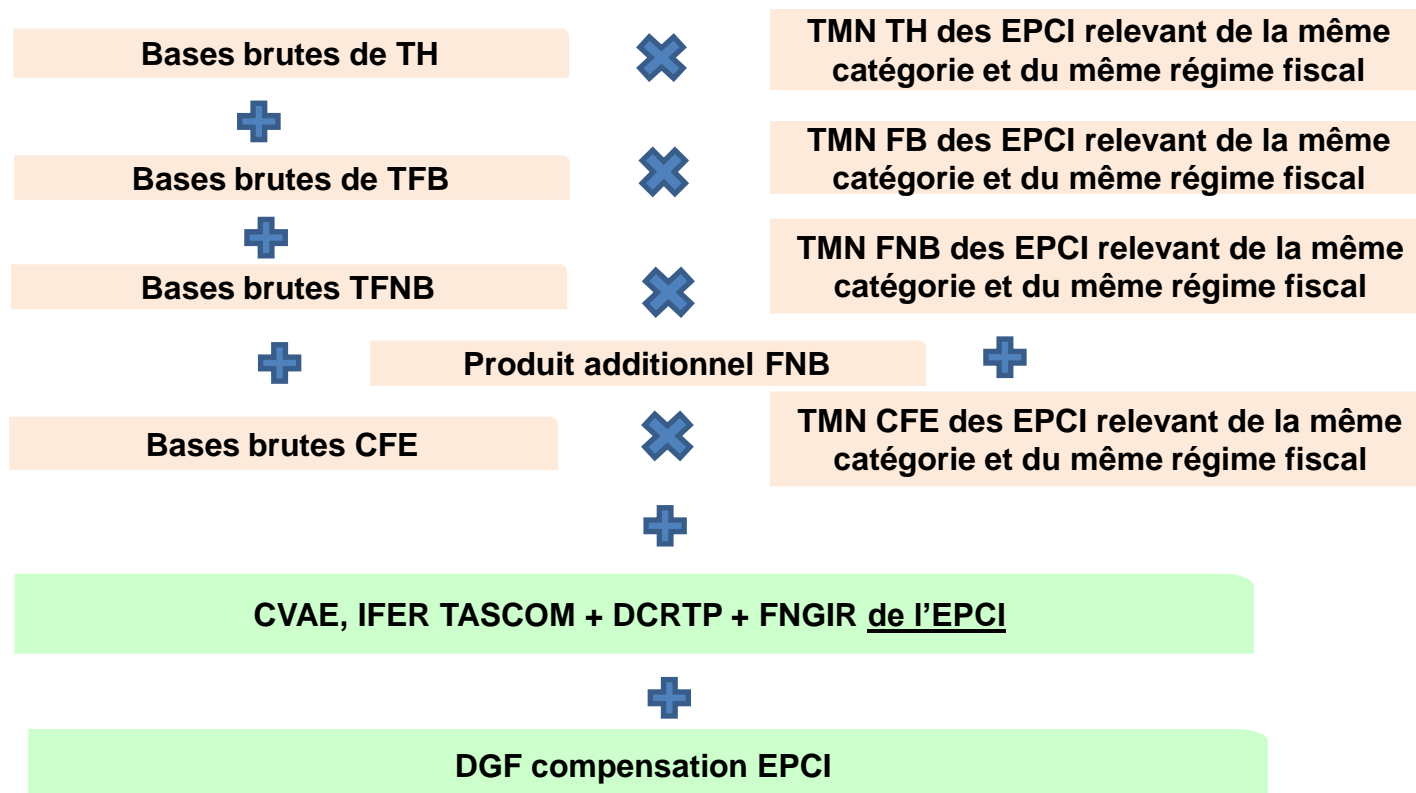 Bases brutes de TH
TMN TH des EPCI relevant de la même
catégorie et du même régime fiscal
Bases brutes de TFB
TMN FB des EPCI relevant de la même
catégorie et du même régime fiscal
Bases brutes TFNB
TMN FNB des EPCI relevant de la même
catégorie et du même régime fiscal
Produit additionnel FNB
Bases brutes CFE
TMN CFE des EPCI relevant de la même
catégorie et du même régime fiscal
CVAE, IFER TASCOM + DCRTP + FNGIR de l’EPCI
DGF compensation EPCI